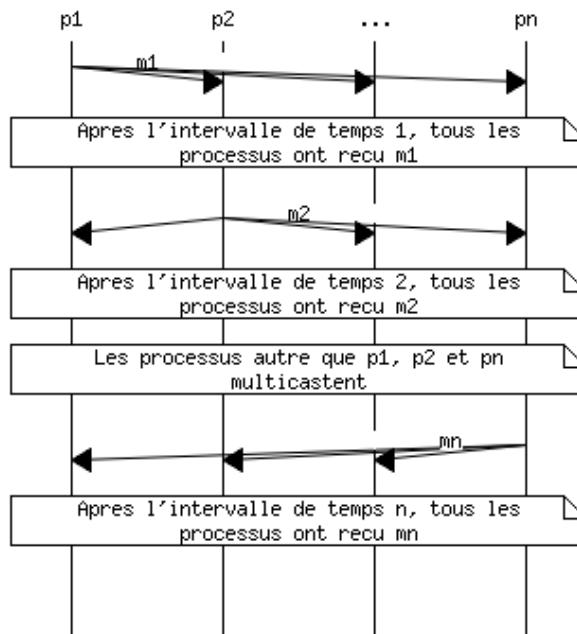 p1 p2 ... pn
m1
Apres l'intervalle de temps 1, tous les
processus ont recu m1
m2
Apres l'intervalle de temps 2, tous les
processus ont recu m2
Les processus autre que p1, p2 et pn
multicastent
mn
Apres l'intervalle de temps n, tous les
processus ont recu mn